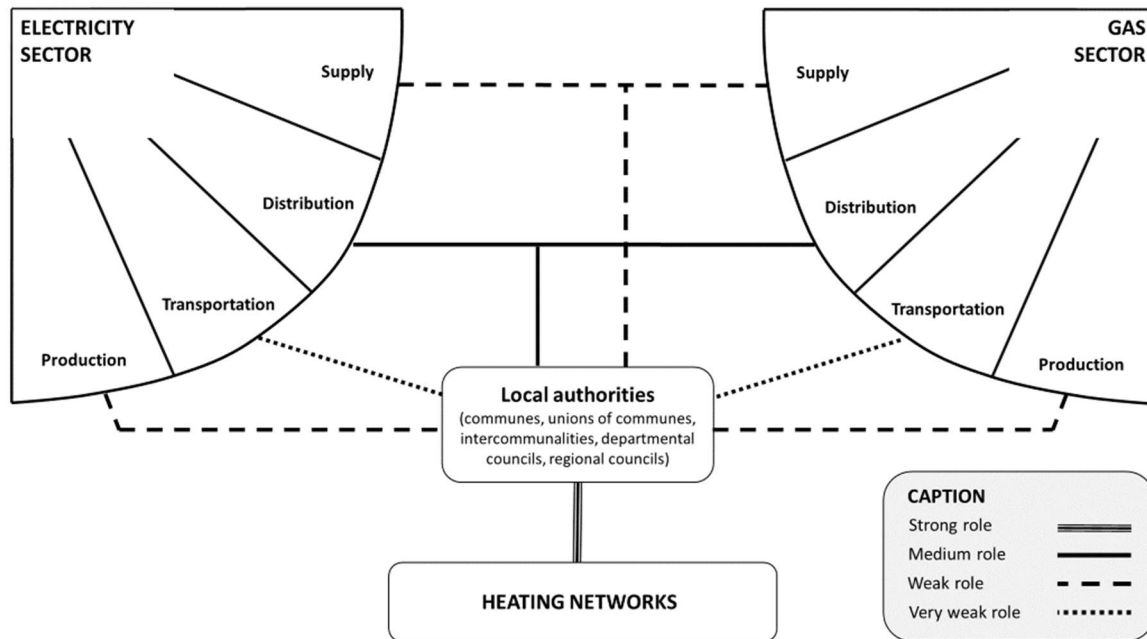 ELECTRICITY
SECTOR
Supply
Distribution
Transportation
Production
GAS
SECTOR
Supply
Distribution
Transportation
Production
Local authorities
(communes, unions of communes,
intercommunalities, departmental
councils, regional councils)
HEATING NETWORKS
CAPTION
Strong role
Medium role
Weak role
Very weak role